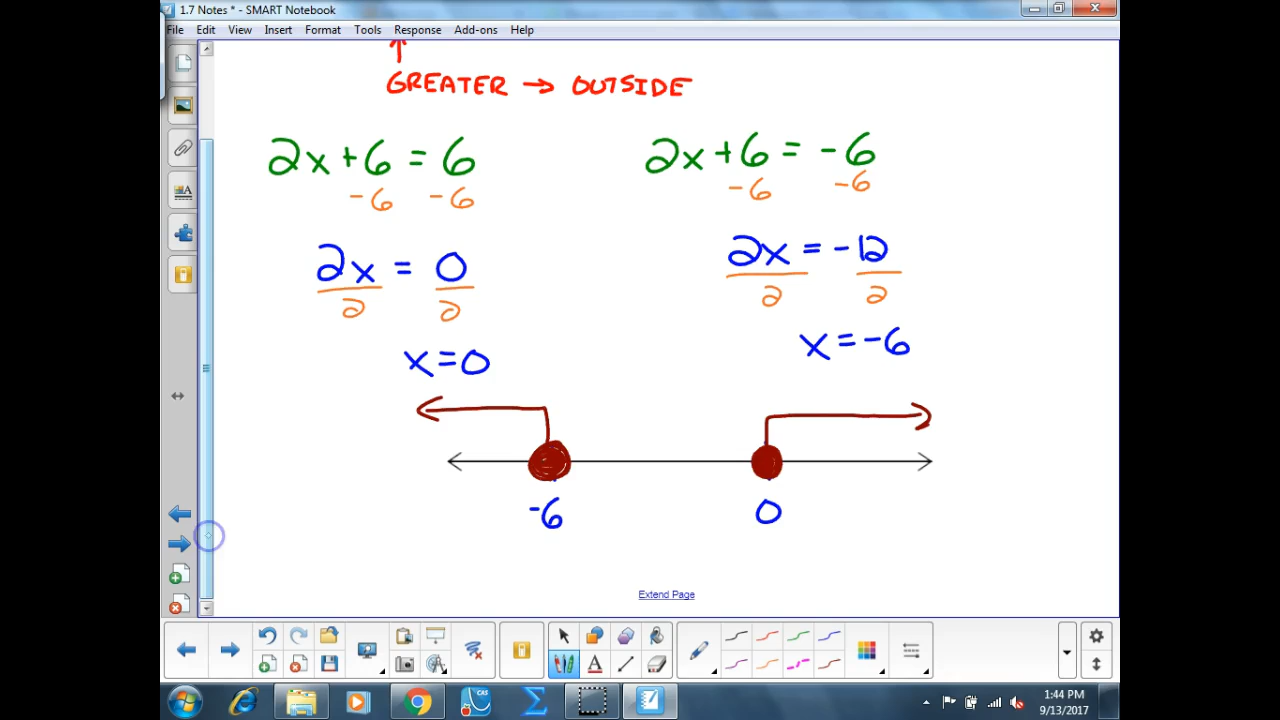 1.7 Notes * - SMART Notebook
File Edit View Insert Format Tools Response Add-ons Help
GREATER → OUTSIDE
2x+6 = 6
-6 -6
2x = 0
2 2
x=0
2x+6 = -6
-6 -6
2x = -12
2 2
x=-6
-6 0
Extend Page
A
CAS
1:44 PM
9/13/2017